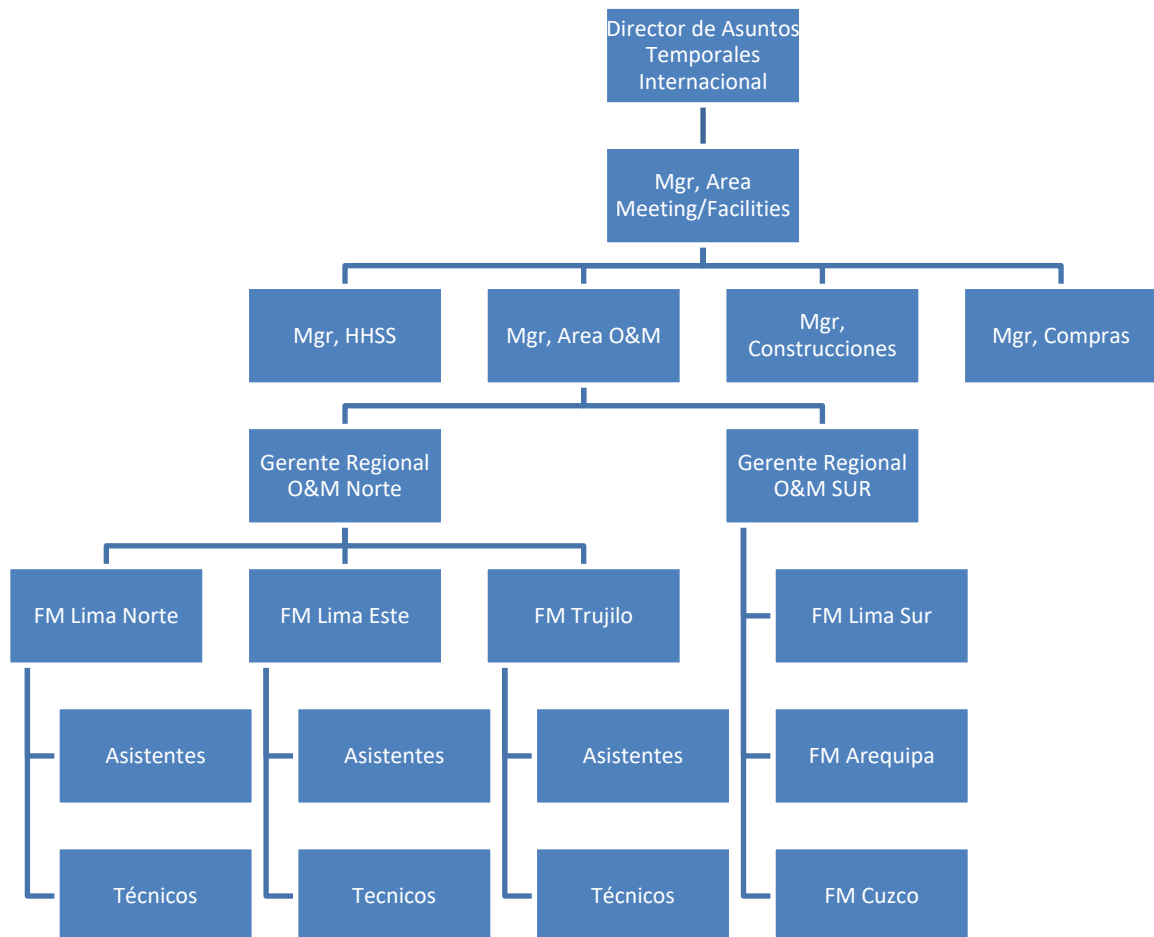 Director de Asuntos
Temporales
Internacional
Mgr, Area
Meeting/Facilities
Mgr, HHSS
Mgr, Area O&M
Mgr,
Construcciones
Mgr, Compras
Gerente Regional
O&M Norte
Gerente Regional
O&M SUR
FM Lima Norte
FM Lima Este
FM Trujilo
FM Lima Sur
Asistentes
Asistentes
Asistentes
FM Arequipa
Técnicos
Tecnicos
Técnicos
FM Cuzco